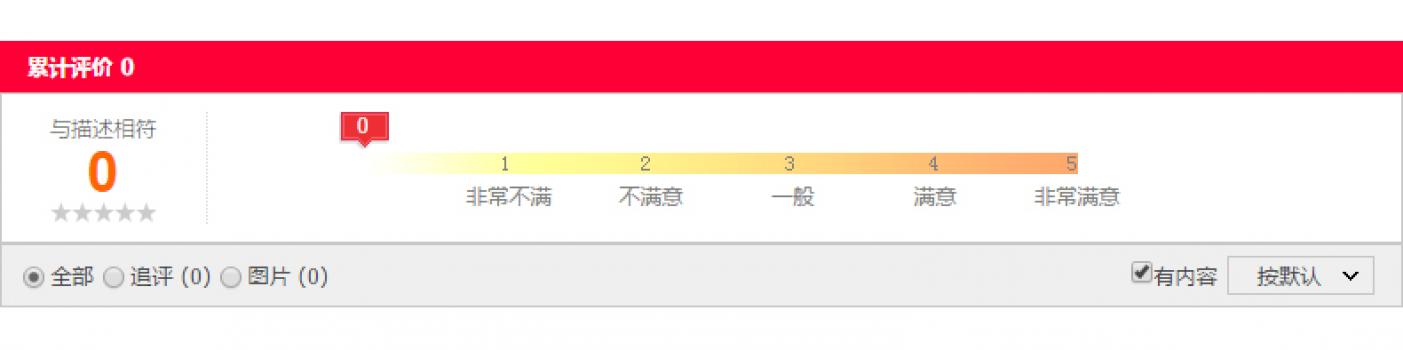 累计评价 0
与描述相符
0
0
1 2 3 4 5
非常不满 不满意 一般 满意 非常满意
全部 追评 (0) 图片 (0) 有内容 按默认